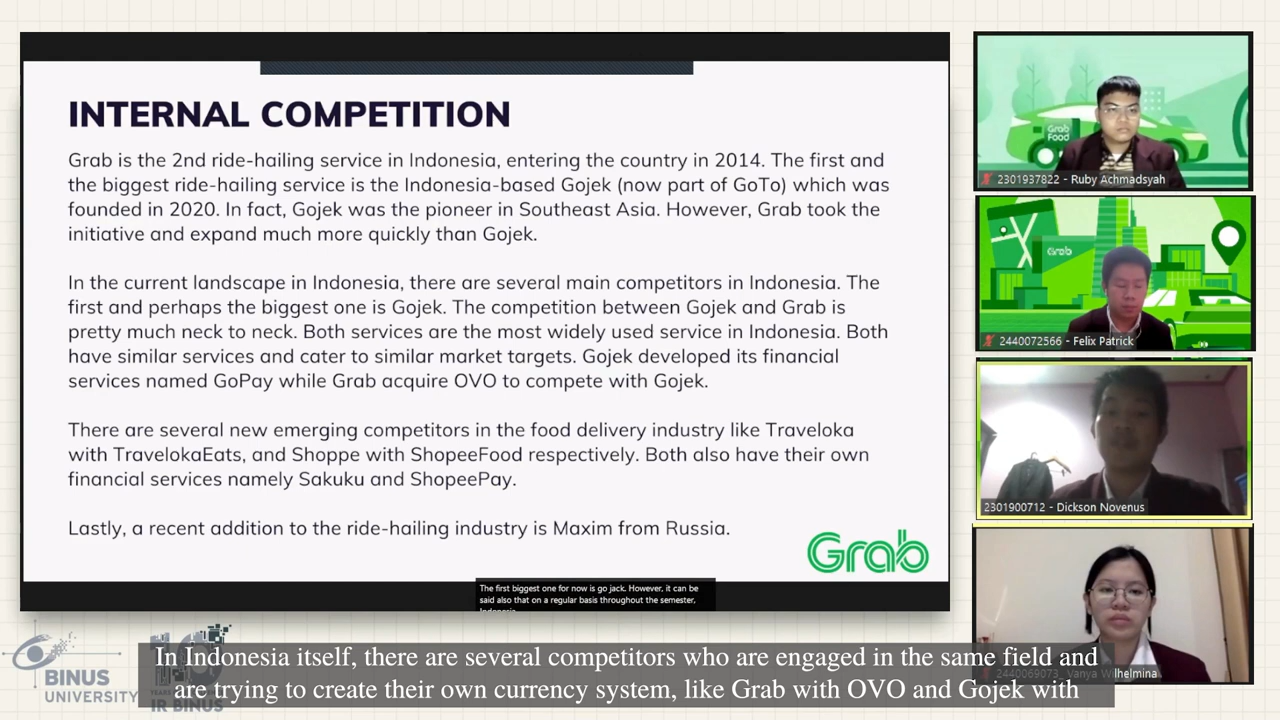 INTERNAL COMPETITION
Grab is the 2nd ride-hailing service in Indonesia, entering the country in 2014. The first and
the biggest ride-hailing service is the Indonesia-based Gojek (now part of GoTo) which was
founded in 2020. In fact, Gojek was the pioneer in Southeast Asia. However, Grab took the
initiative and expand much more quickly than Gojek.
In the current landscape in Indonesia, there are several main competitors in Indonesia. The
first and perhaps the biggest one is Gojek. The competition between Gojek and Grab is
pretty much neck to neck. Both services are the most widely used service in Indonesia. Both
have similar services and cater to similar market targets. Gojek developed its financial
services named GoPay while Grab acquire OVO to compete with Gojek.
There are several new emerging competitors in the food delivery industry like Traveloka
with TravelokaEats, and Shoppe with ShopeeFood respectively. Both also have their own
financial services namely Sakuku and ShopeePay.
Lastly, a recent addition to the ride-hailing industry is Maxim from Russia.
Grab
The first biggest one for now is go jack. However, it can be
said also that on a regular basis throughout the semester,
Grab
Food
2301937822 - Ruby Achmadsyah
Grab
2440072566 - Felix Patrick
2301900712 - Dickson Novenus
2440069073_ Vanya Wilhelmina
BINUS
UNIVERSITY
IR BINUS
In Indonesia itself, there are several competitors who are engaged in the same field and
are trying to create their own currency system, like Grab with OVO and Gojek with